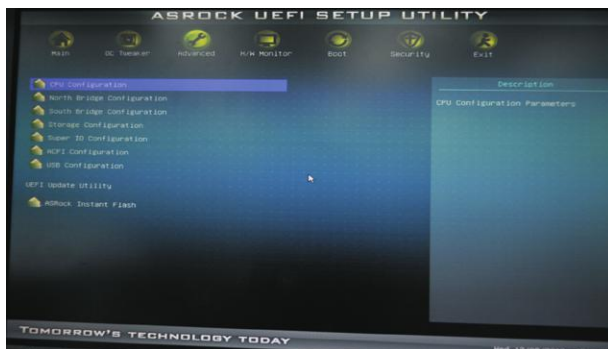 ASROCK UEFI SETUP UTILITY
Main OC Tweaker Advanced H/W Monitor Boot Security Exit
CPU Configuration
North Bridge Configuration
South Bridge Configuration
Storage Configuration
Super IO Configuration
ACPI Configuration
USB Configuration
UEFI Update Utility
ASRock Instant Flash
Description
CPU Configuration Parameters
TOMORROW'S TECHNOLOGY TODAY